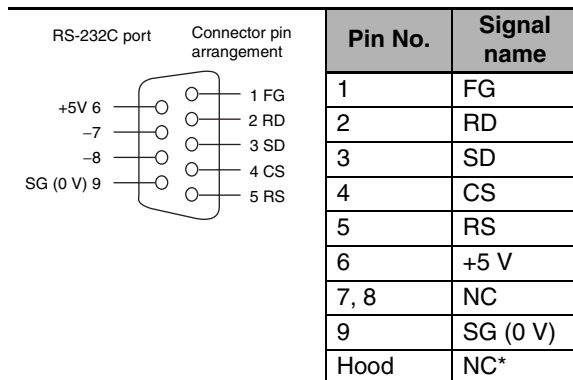 RS-232C port
Connector pin
arrangement
1 FG
2 RD
3 SD
4 CS
5 RS
+5V 6
–7
–8
SG (0 V) 9
Pin No. Signal name
1 FG
2 RD
3 SD
4 CS
5 RS
6 +5 V
7, 8 NC
9 SG (0 V)
Hood NC*